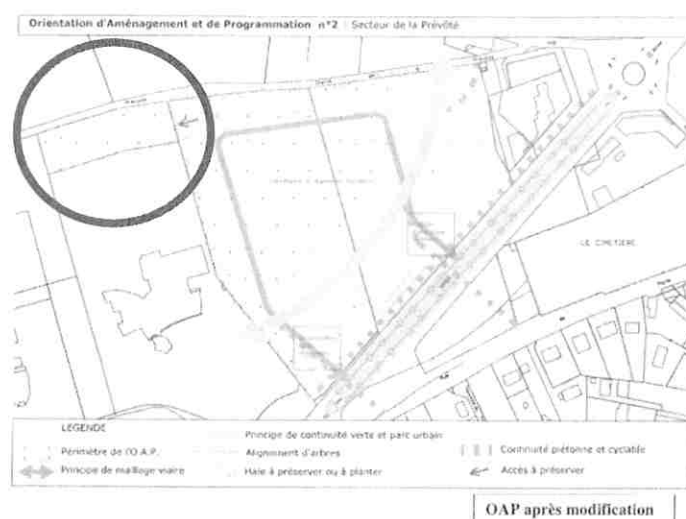 Orientation d'Aménagement et de Programmation n°2 : Secteur de la Prévôté
LE CIMETIERE
LEGENDE
Périmètre de l'O.A.P.
Principe de maillage viaire
Principe de continuité verte et parc urbain
Alignement d'arbres
Haie à préserver ou à planter
Continuité piétonne et cyclable
Accès à préserver
OAP après modification